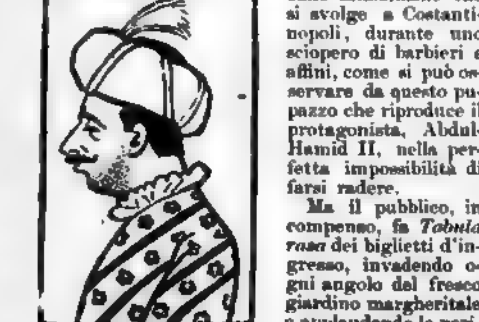 si svolge a Costanti-
nopoli, durante uno
sciopero di barbieri e
affini, come si può os-
servare da questo pu-
pazzo che riproduce il
protagonista, Abdul-
Hamid II, nella per-
fetta impossibilità di
farsi radere.
Ma il pubblico, in
compenso, fa Tabula
rasa dei biglietti d'in-
gresso, invadendo o-
gni angolo del fresco
giardino margheritale